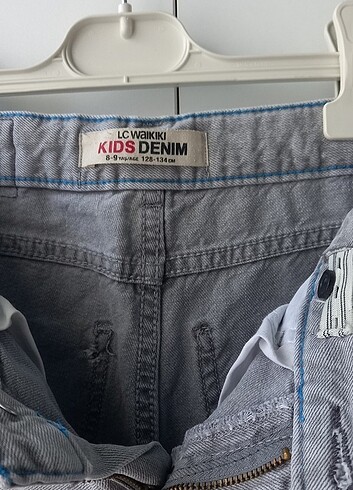 LC WAIKIKI
KIDS DENIM
8-9 YAŞ/AGE 128-134 CM